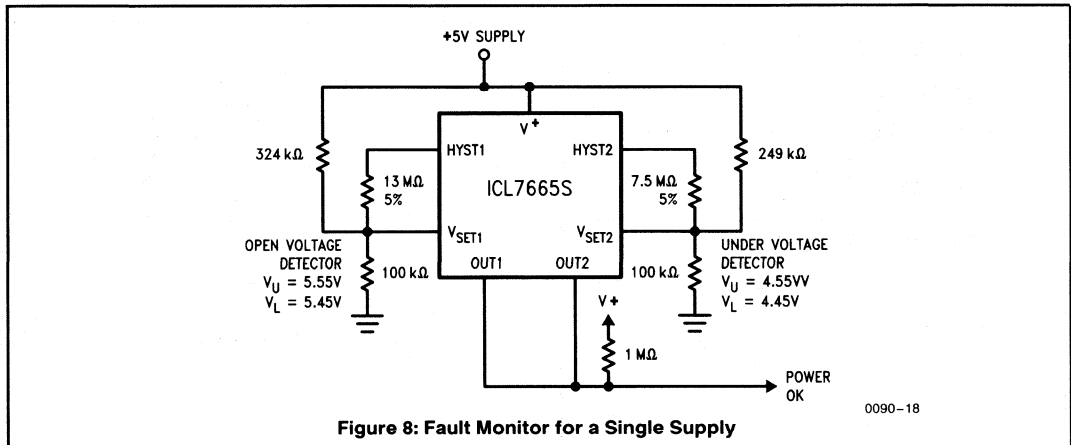 +5V SUPPLY
V+
HYST1
HYST2
324 kΩ
249 kΩ
13 MΩ
5%
ICL7665S
7.5 MΩ
5%
VSET1
VSET2
OPEN VOLTAGE
DETECTOR
VU = 5.55V
VL = 5.45V
100 kΩ
OUT1
OUT2
100 kΩ
UNDER VOLTAGE
DETECTOR
VU = 4.55VV
VL = 4.45V
V+
1 MΩ
POWER
OK
0090-18
Figure 8: Fault Monitor for a Single Supply